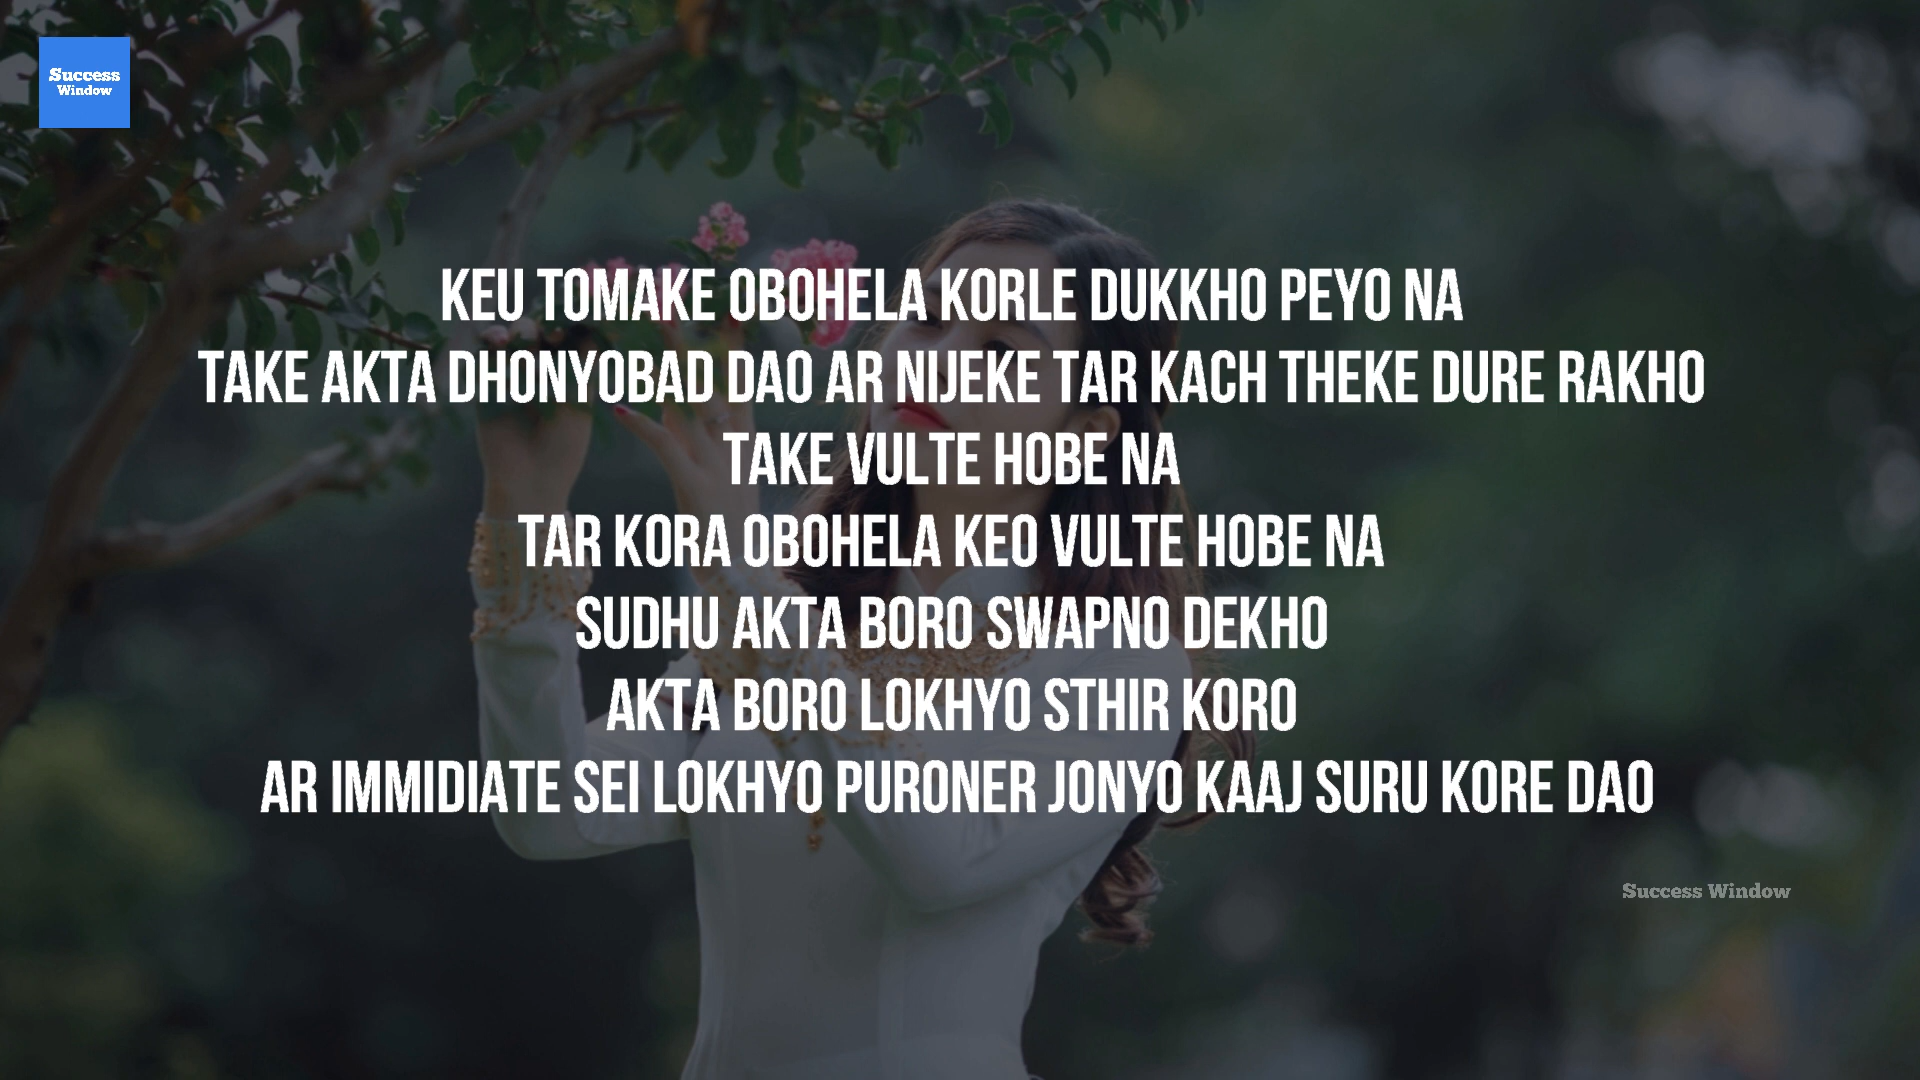 Success
Window
KEU TOMAKE OBOHELA KORLE DUKKHO PEYO NA
TAKE AKTA DHONYOBAD DAO AR NIJEKE TAR KACH THEKE DURE RAKHO
TAKE VULTE HOBE NA
TAR KORA OBOHELA KEO VULTE HOBE NA
SUDHU AKTA BORO SWAPNO DEKHO
AKTA BORO LOKHYO STHIR KORO
AR IMMIDIATE SEI LOKHYO PURONER JONYO KAAJ SURU KORE DAO
Success Window